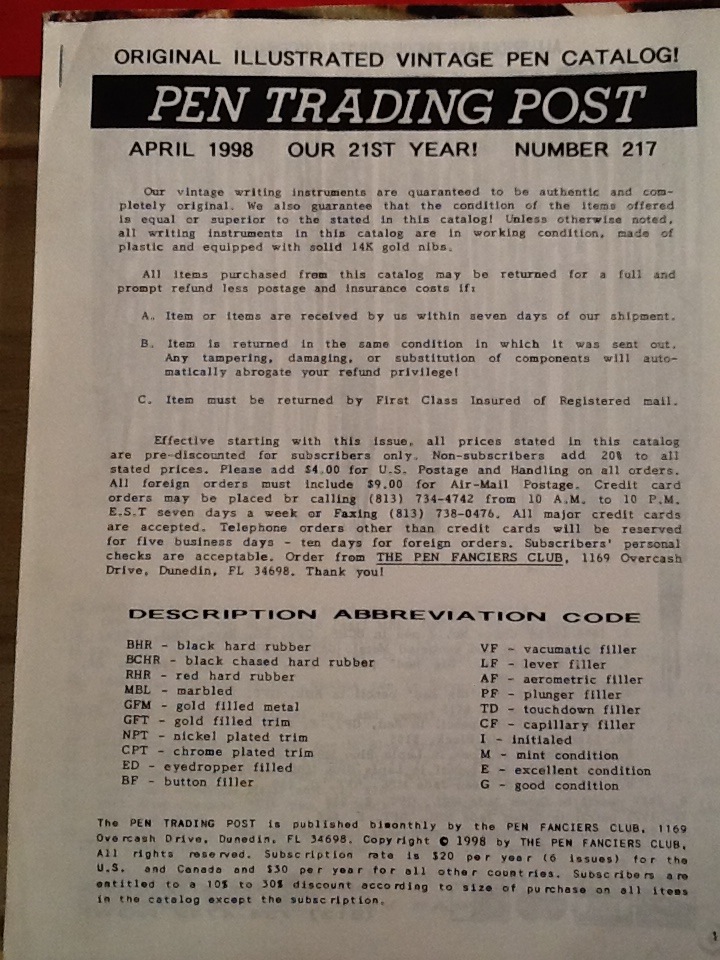 ORIGINAL ILLUSTRATED VINTAGE PEN CATALOG!
PEN TRADING POST
APRIL 1998 OUR 21ST YEAR! NUMBER 217
Our vintage writing instruments are quaranteed to be authentic and com-
pletely original. We also guarantee that the condition of the items offered
is equal or superior to the stated in this catalog! Unless otherwise noted,
all writing instruments in this catalog are in working condition, made of
plastic and equipped with solid 14K gold nibs.
All items purchased from this catalog may be returned for a full and
prompt refund less postage and insurance costs if:
A. Item or items are received by us within seven days of our shipment.
B. Item is returned in the same condition in which it was sent out.
Any tampering, damaging, or substitution of components will auto-
matically abrogate your refund privilege!
C. Item must be returned by First Class Insured of Registered mail.
Effective starting with this issue, all prices stated in this catalog
are pre-discounted for subscribers only. Non-subscribers add 20% to all
stated prices. Please add $4.00 for U.S. Postage and Handling on all orders.
All foreign orders must include $9.00 for Air-Mail Postage. Credit card
orders may be placed br calling (813) 734-4742 from 10 A.M. to 10 P.M.
E.S.T seven days a week or Faxing (813) 738-0476. All major credit cards
are accepted. Telephone orders other than credit cards will be reserved
for five business days - ten days for foreign orders. Subscribers' personal
checks are acceptable. Order from THE PEN FANCIERS CLUB, 1169 Overcash
Drive, Dunedin, FL 34698. Thank you!
DESCRIPTION ABBREVIATION CODE
BHR - black hard rubber
BCHR - black chased hard rubber
RHR - red hard rubber
MBL - marbled
GFM - gold filled metal
GFT - gold filled trim
NPT - nickel plated trim
CPT - chrome plated trim
ED - eyedropper filled
BF - button filler
VF - vacumatic filler
LF - lever filler
AF - aerometric filler
PF - plunger filler
TD - touchdown filler
CF - capillary filler
I - initialed
M - mint condition
E - excellent condition
G - good condition
The PEN TRADING POST is published bimonthly by the PEN FANCIERS CLUB, 1169
Overcash Drive, Dunedin, FL 34698. Copyright © 1998 by THE PEN FANCIERS CLUB,
All rights reserved. Subscription rate is $20 per year (6 issues) for the
U.S. and Canada and $30 per year for all other countries. Subscribers are
entitled to a 10% to 30% discount according to size of purchase on all items
in the catalog except the subscription.
1